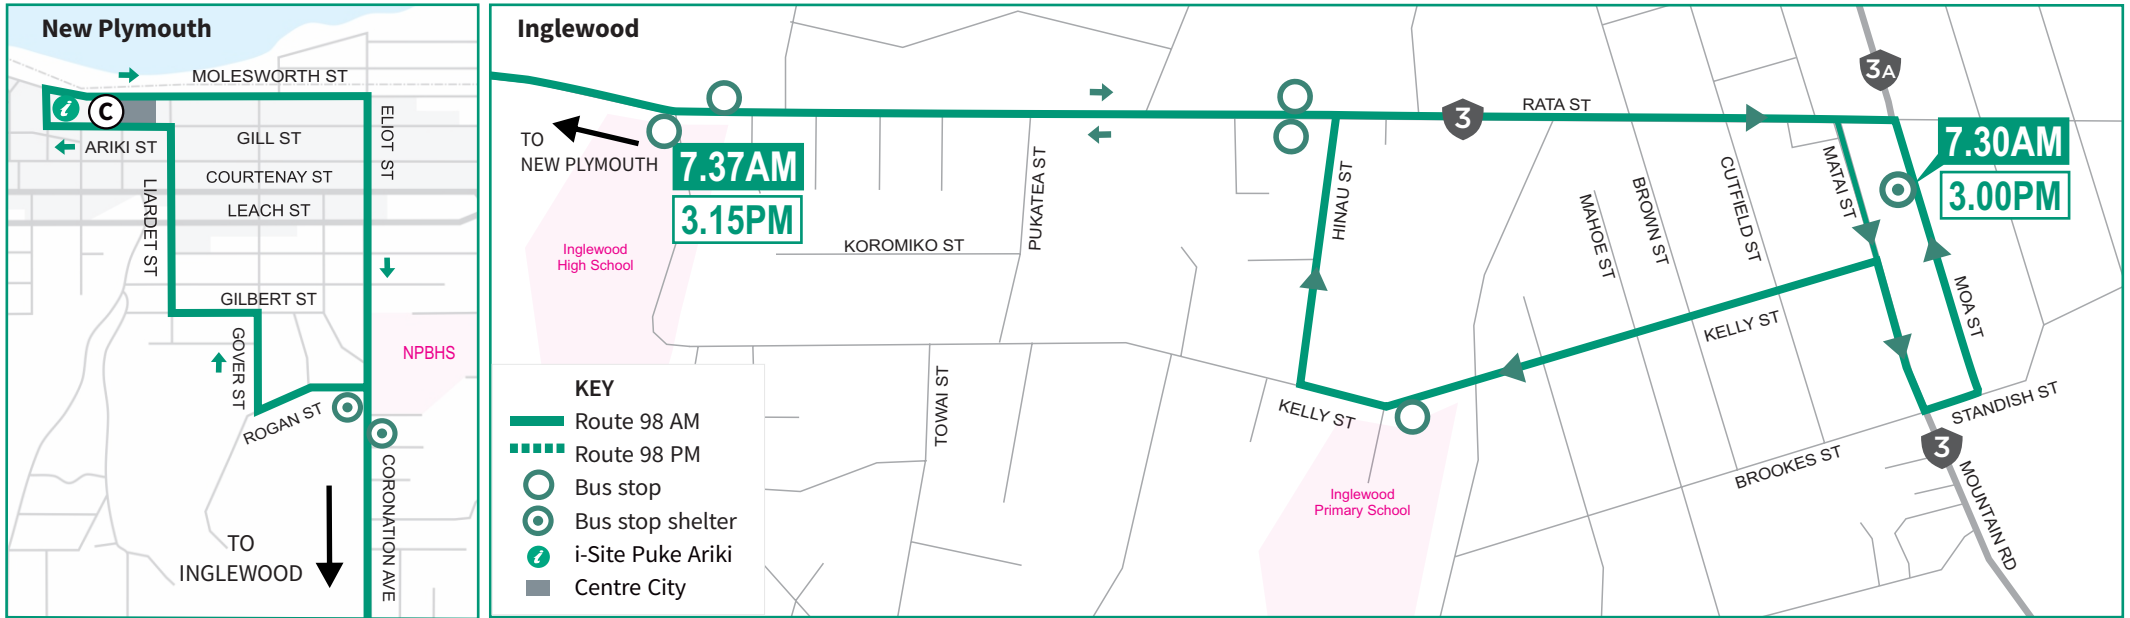 New Plymouth
MOLESWORTH ST
C
i
GILL ST
ARIKI ST
ELIOT ST
COURTENAY ST
LEACH ST
LIARDET ST
GILBERT ST
GOVER ST
NPBHS
ROGAN ST
CORONATION AVE
TO
INGLEWOOD
Inglewood
3A
RATA ST
3
TO
NEW PLYMOUTH
7.37AM
3.15PM
7.30AM
3.00PM
PUKATEA ST
HINAU ST
MATAI ST
CUTFIELD ST
BROWN ST
MAHOE ST
KOROMIKO ST
Inglewood
High School
MOA ST
KELLY ST
KELLY ST
STANDISH ST
TOWAI ST
BROOKES ST
3
MOUNTAIN RD
Inglewood
Primary School
KEY
Route 98 AM
Route 98 PM
Bus stop
Bus stop shelter
i i-Site Puke Ariki
Centre City